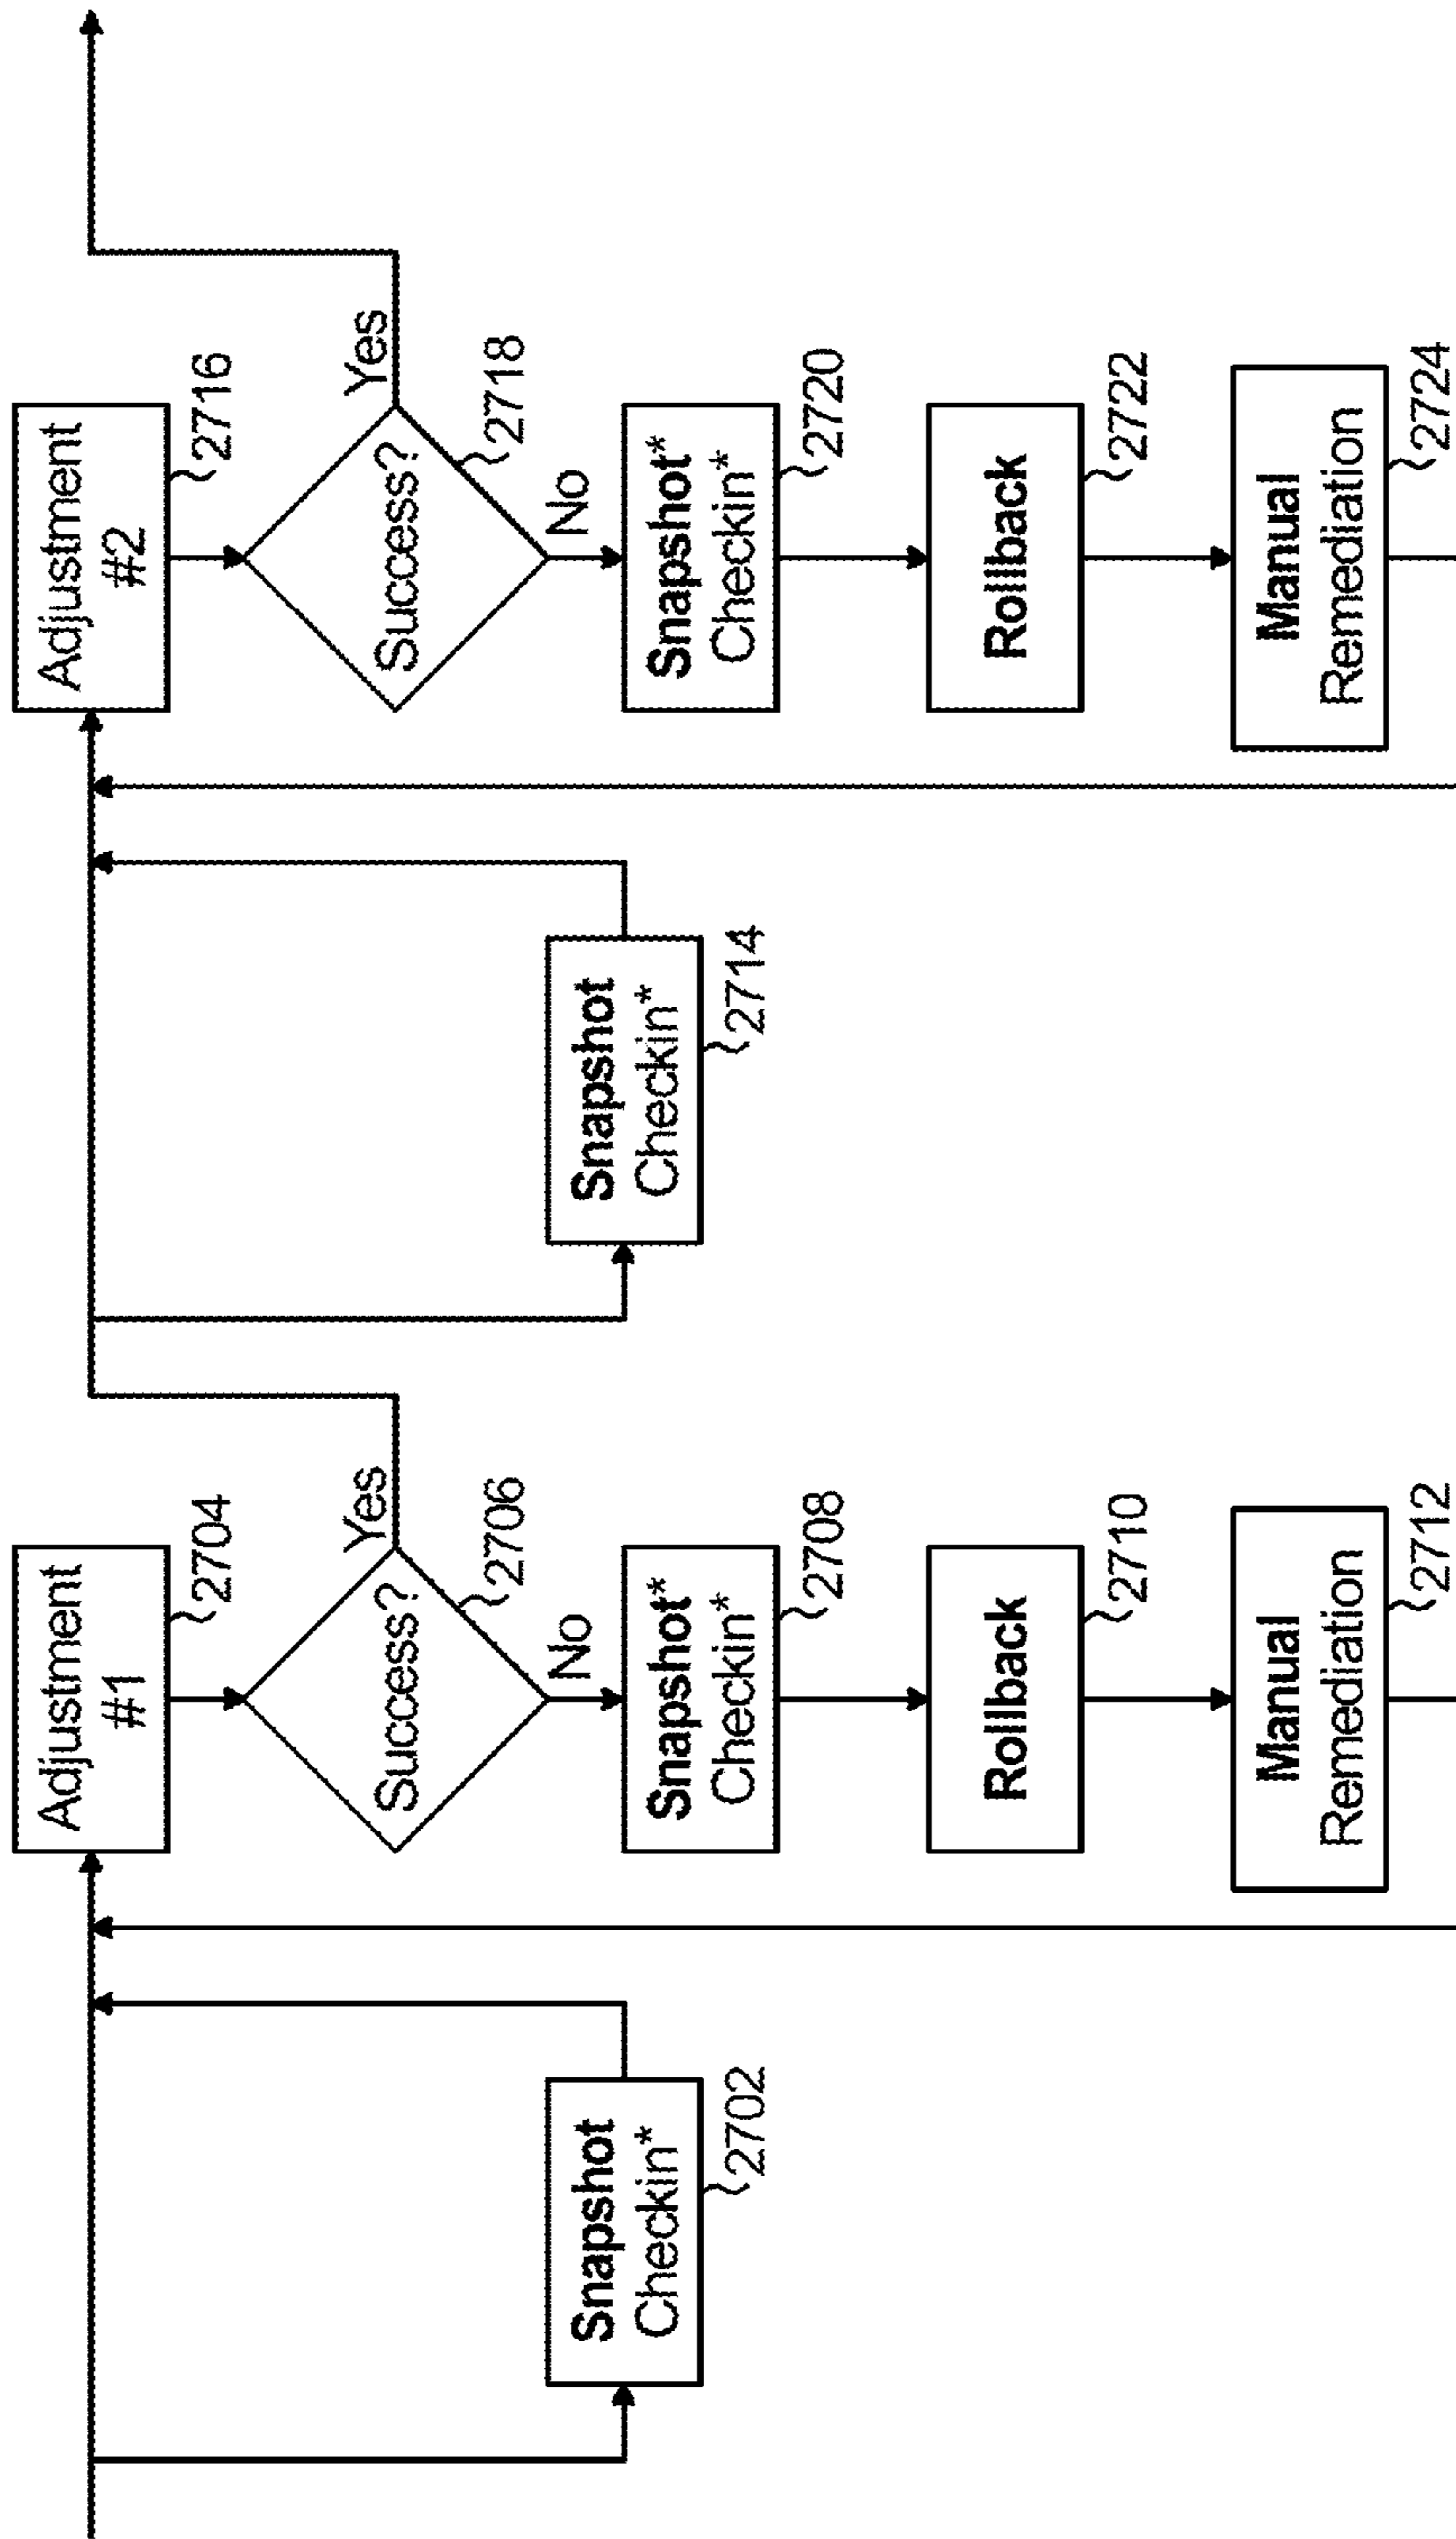 Snapshot
Checkin*
2702
Adjustment
#1
2704
Success?
Yes
2706
No
Snapshot*
Checkin*
2708
Rollback
2710
Manual
Remediation
2712
Snapshot
Checkin*
2714
Adjustment
#2
2716
Success?
Yes
2718
No
Snapshot*
Checkin*
2720
Rollback
2722
Manual
Remediation
2724